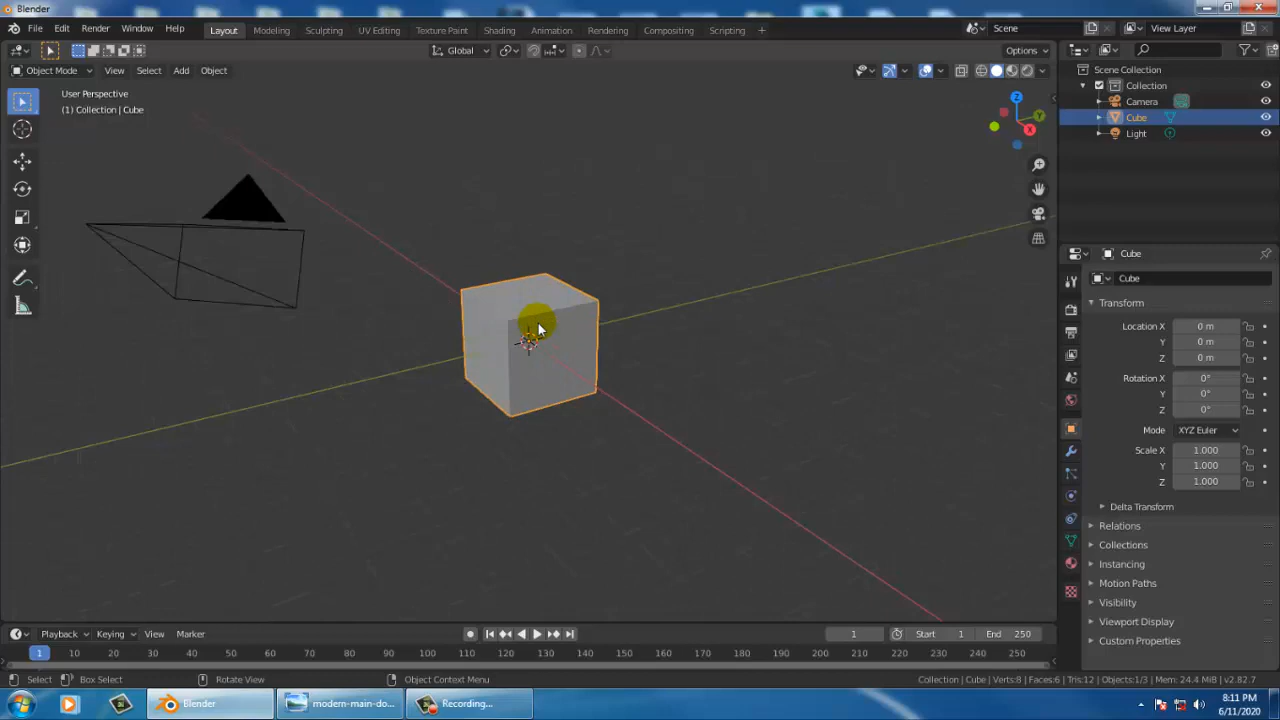 Blender
File Edit Render Window Help Layout Modeling Sculpting UV Editing Texture Paint Shading Animation Rendering Compositing Scripting + Scene View Layer
Global Options
Object Mode View Select Add Object
User Perspective
(1) Collection | Cube
Z
Y
X
Scene Collection
Collection
Camera
Cube
Light
Cube
Cube
Transform
Location X 0 m
Y 0 m
Z 0 m
Rotation X 0°
Y 0°
Z 0°
Mode XYZ Euler
Scale X 1.000
Y 1.000
Z 1.000
Delta Transform
Relations
Collections
Instancing
Motion Paths
Visibility
Viewport Display
Custom Properties
Playback Keying View Marker 1 Start 1 End 250
1 10 20 30 40 50 60 70 80 90 100 110 120 130 140 150 160 170 180 190 200 210 220 230 240 250
Select Box Select Rotate View Object Context Menu Collection | Cube | Verts:8 | Faces:6 | Tris:12 | Objects:1/3 | Mem: 24.4 MiB | v2.82.7
Blender modern-main-do... Recording...
8:11 PM
6/11/2020